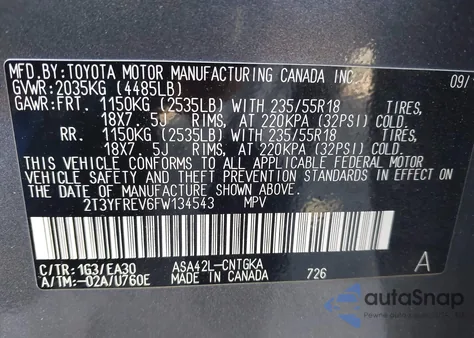 MFD.BY:TOYOTA MOTOR MANUFACTURING CANADA INC. 09/
GVWR: 2035KG (4485LB)
GAWR:FRT. 1150KG (2535LB) WITH 235/55R18 TIRES,
18X7.5J RIMS, AT 220KPA (32PSI) COLD.
RR. 1150KG (2535LB) WITH 235/55R18 TIRES,
18X7.5J RIMS, AT 220KPA (32PSI) COLD.
THIS VEHICLE CONFORMS TO ALL APPLICABLE FEDERAL MOTOR
VEHICLE SAFETY AND THEFT PREVENTION STANDARDS IN EFFECT ON
THE DATE OF MANUFACTURE SHOWN ABOVE.
2T3YFREV6FW134543 MPV
C/TR:1G3/EA30 ASA42L-CNTGKA A
A/TM:-02A/U760E MADE IN CANADA 726
autaSnap